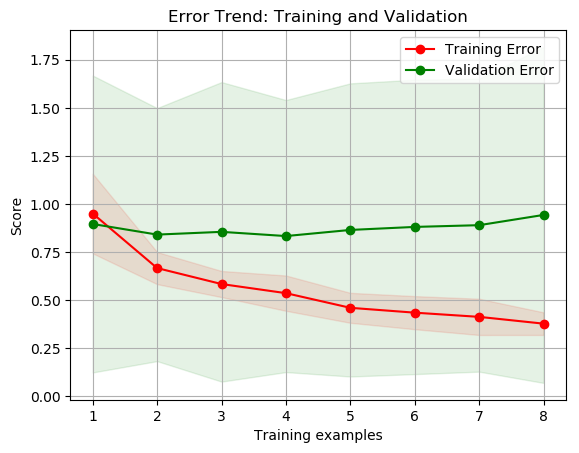 Error Trend: Training and Validation
Training Error
Validation Error
Score
1.75
1.50
1.25
1.00
0.75
0.50
0.25
0.00
1 2 3 4 5 6 7 8
Training examples